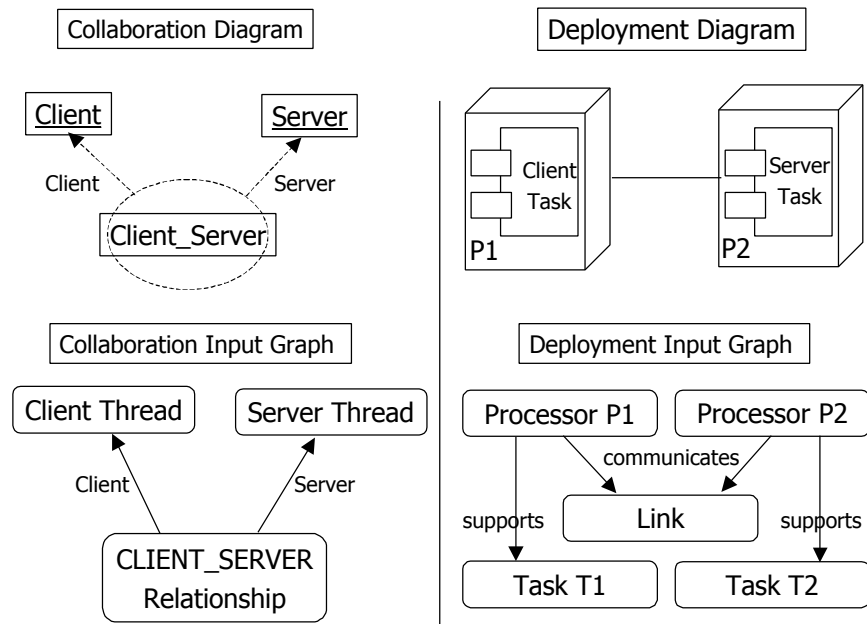 Collaboration Diagram
Client
Server
Client
Server
Client_Server
Deployment Diagram
Client
Task
P1
Server
Task
P2
Collaboration Input Graph
Client Thread
Server Thread
Client
Server
CLIENT_SERVER
Relationship
Deployment Input Graph
Processor P1
Processor P2
communicates
supports
Link
supports
Task T1
Task T2